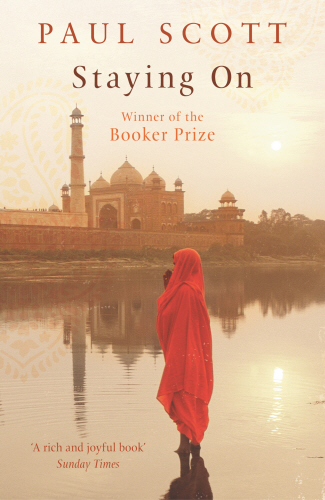 PAUL SCOTT
Staying On
Winner of the
Booker Prize
‘A rich and joyful book’
Sunday Times